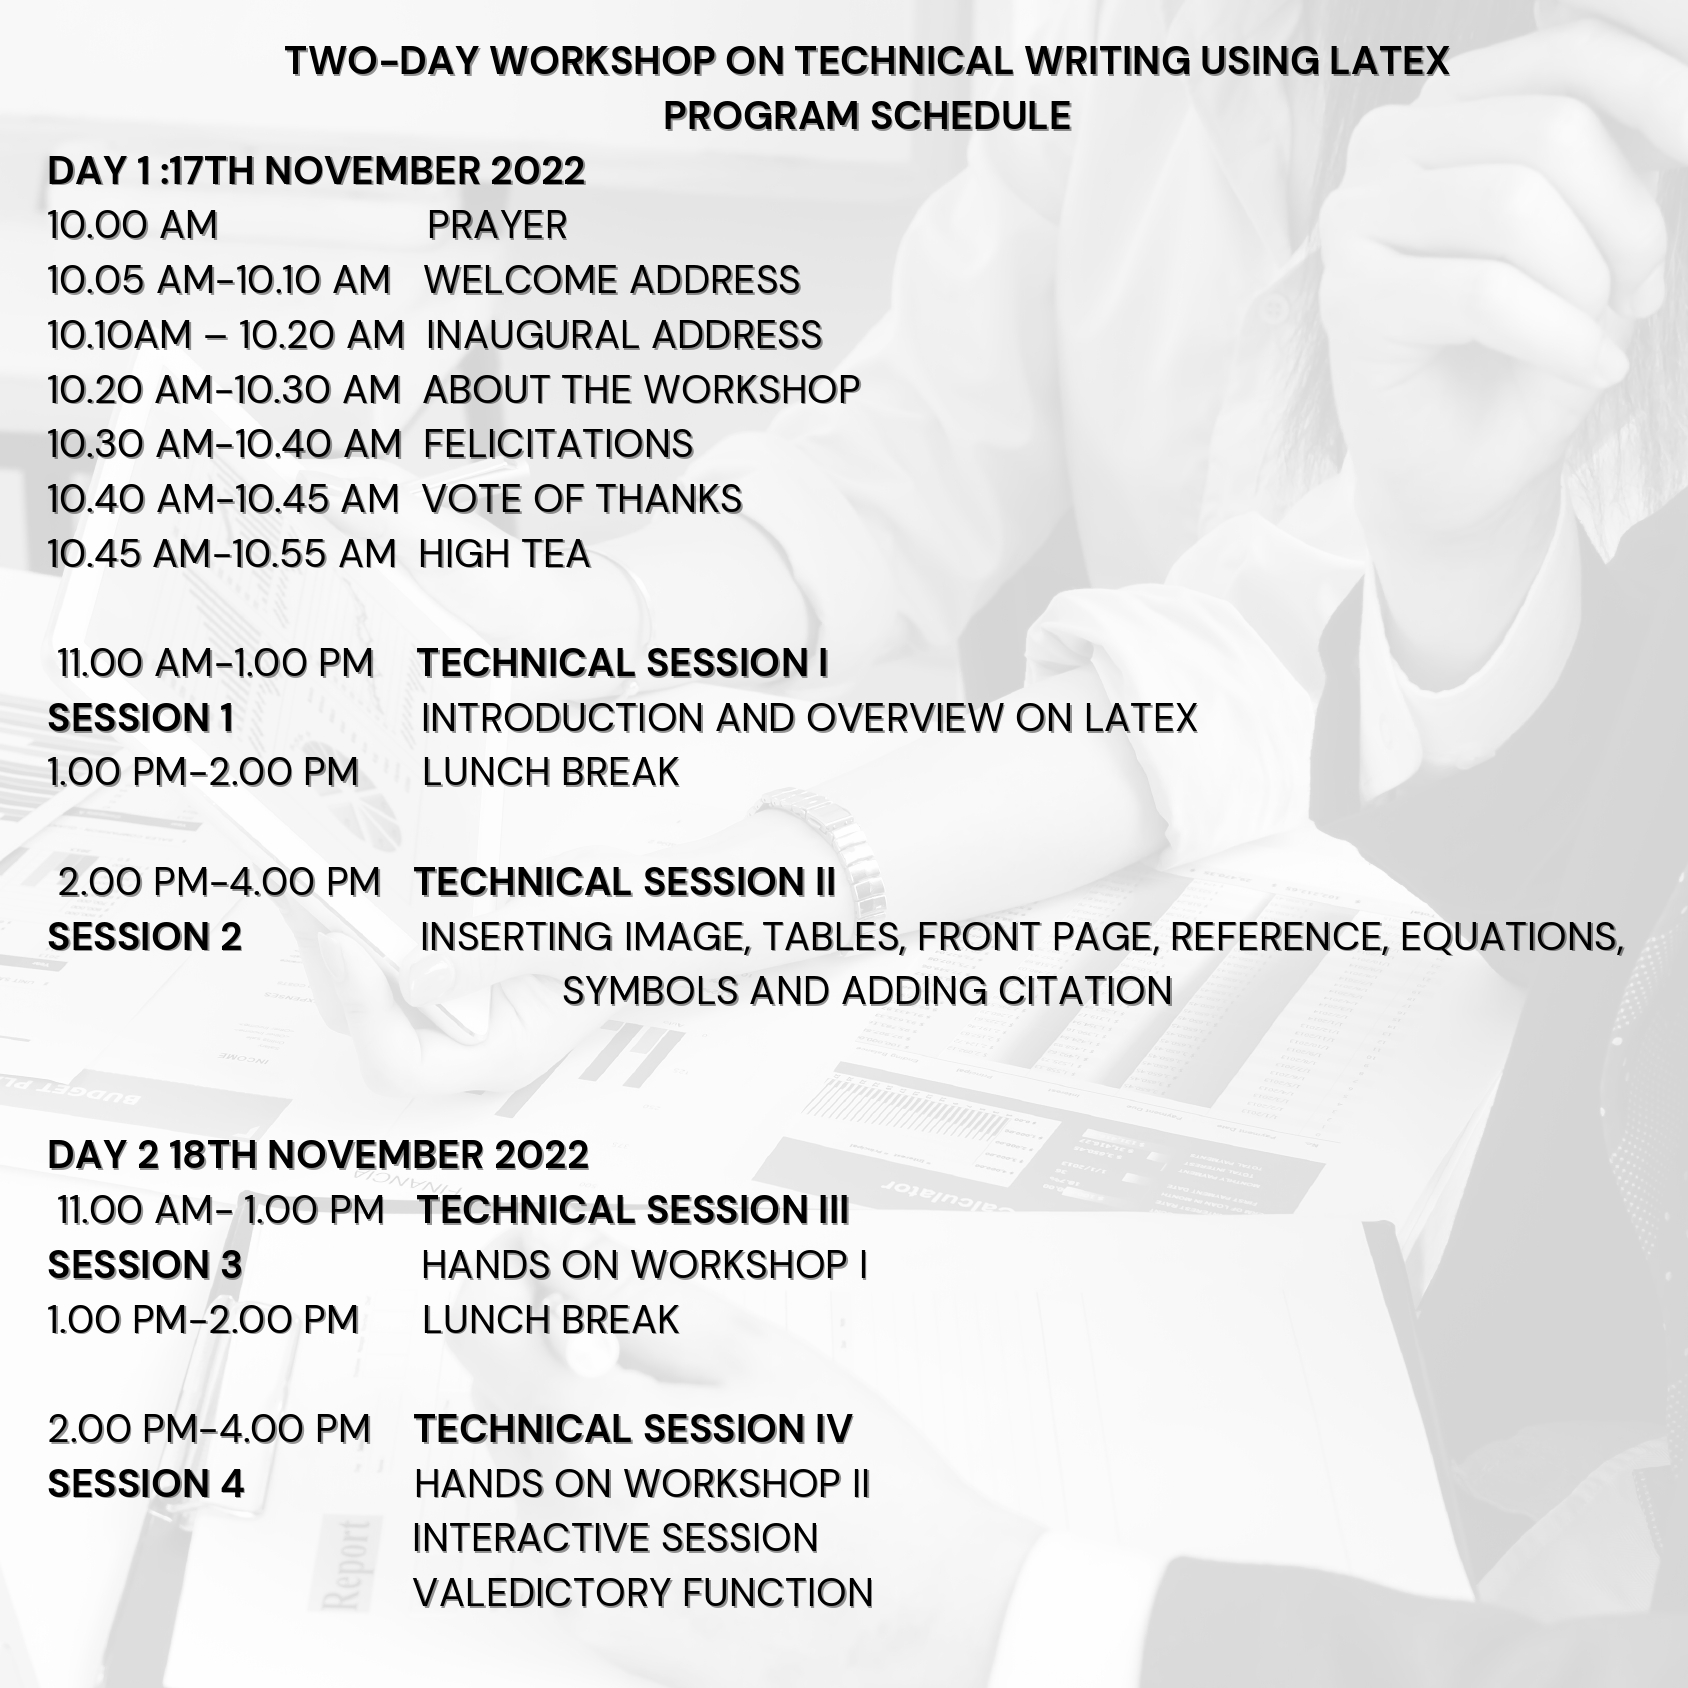 TWO-DAY WORKSHOP ON TECHNICAL WRITING USING LATEX
PROGRAM SCHEDULE
DAY 1 :17TH NOVEMBER 2022
10.00 AM PRAYER
10.05 AM-10.10 AM WELCOME ADDRESS
10.10AM – 10.20 AM INAUGURAL ADDRESS
10.20 AM-10.30 AM ABOUT THE WORKSHOP
10.30 AM-10.40 AM FELICITATIONS
10.40 AM-10.45 AM VOTE OF THANKS
10.45 AM-10.55 AM HIGH TEA
11.00 AM-1.00 PM TECHNICAL SESSION I
SESSION 1 INTRODUCTION AND OVERVIEW ON LATEX
1.00 PM-2.00 PM LUNCH BREAK
2.00 PM-4.00 PM TECHNICAL SESSION II
SESSION 2 INSERTING IMAGE, TABLES, FRONT PAGE, REFERENCE, EQUATIONS,
SYMBOLS AND ADDING CITATION
DAY 2 18TH NOVEMBER 2022
11.00 AM- 1.00 PM TECHNICAL SESSION III
SESSION 3 HANDS ON WORKSHOP I
1.00 PM-2.00 PM LUNCH BREAK
2.00 PM-4.00 PM TECHNICAL SESSION IV
SESSION 4 HANDS ON WORKSHOP II
INTERACTIVE SESSION
VALEDICTORY FUNCTION
INCOME
BUDGET
Calculator
Report